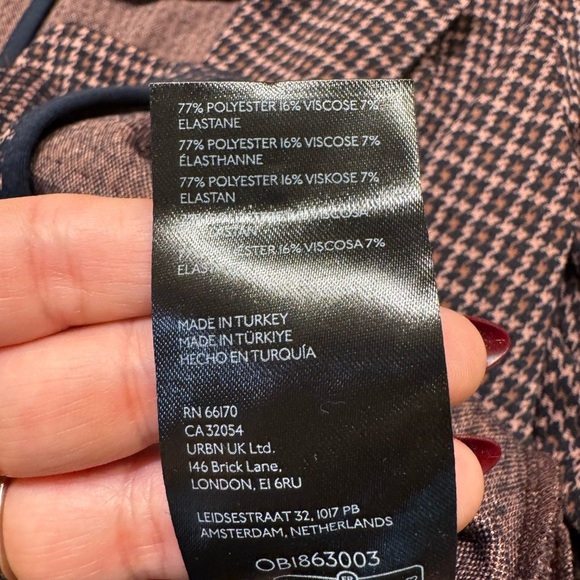 77% POLYESTER 16% VISCOSE 7%
ELASTANE
77% POLYESTER 16% VISCOSE 7%
ÉLASTHANNE
77% POLYESTER 16% VISKOSE 7%
ELASTAN
VISCOSA
16% VISCOSA 7%
MADE IN TURKEY
MADE IN TÜRKIYE
HECHO EN TURQUÍA
RN 66170
CA 32054
URBN UK Ltd.
146 Brick Lane,
LONDON, E1 6RU
LEIDSESTRAAT 32, 1017 PB
AMSTERDAM, NETHERLANDS
OB1863003